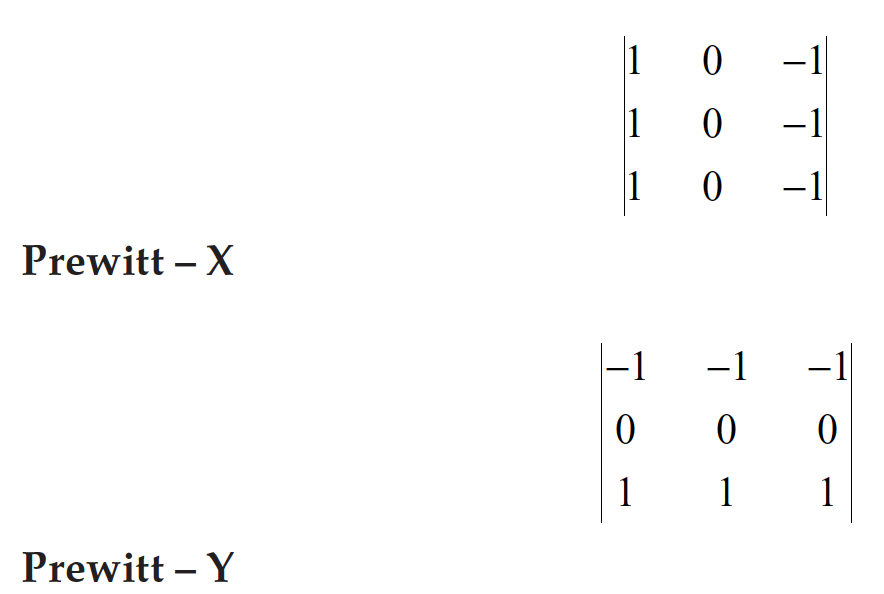 |1 0 −1|
|1 0 −1|
|1 0 −1|
Prewitt – X
|−1 −1 −1|
|0 0 0|
|1 1 1|
Prewitt – Y